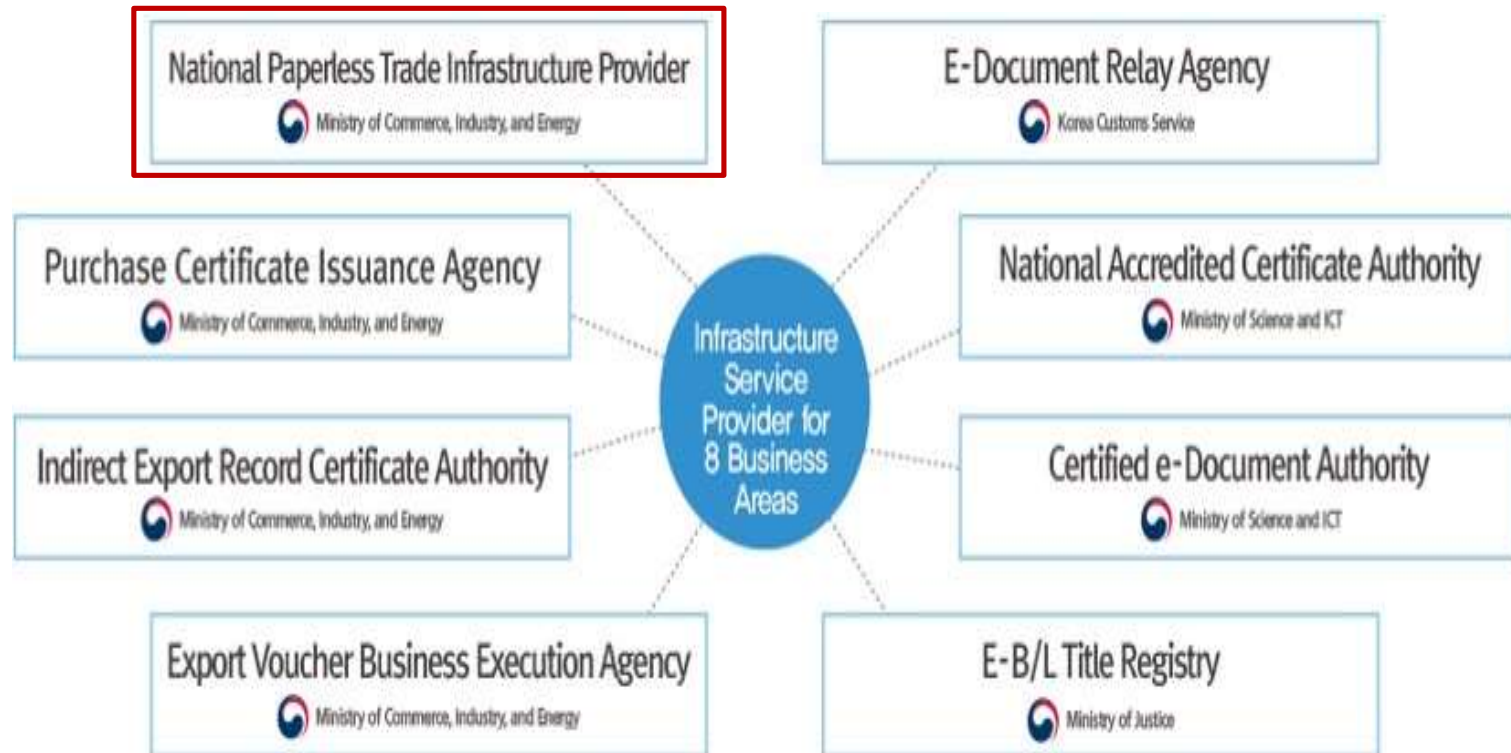 National Paperless Trade Infrastructure Provider
Ministry of Commerce, Industry, and Energy
E-Document Relay Agency
Korea Customs Service
Purchase Certificate Issuance Agency
Ministry of Commerce, Industry, and Energy
National Accredited Certificate Authority
Ministry of Science and ICT
Infrastructure
Service
Provider for
8 Business
Areas
Indirect Export Record Certificate Authority
Ministry of Commerce, Industry, and Energy
Certified e-Document Authority
Ministry of Science and ICT
Export Voucher Business Execution Agency
Ministry of Commerce, Industry, and Energy
E-B/L Title Registry
Ministry of Justice